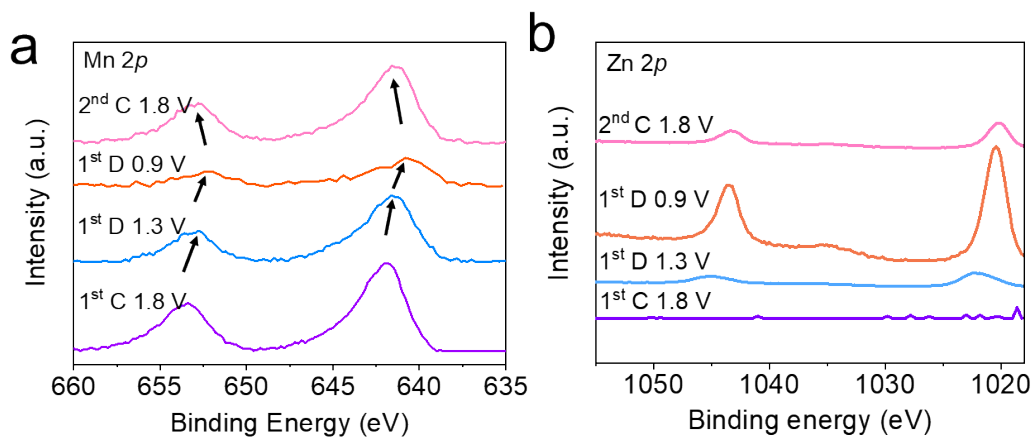 a
Mn 2p
2nd C 1.8 V
1st D 0.9 V
1st D 1.3 V
1st C 1.8 V
Intensity (a.u.)
660 655 650 645 640 635
Binding Energy (eV)
b
Zn 2p
2nd C 1.8 V
1st D 0.9 V
1st D 1.3 V
1st C 1.8 V
Intensity (a.u.)
1050 1040 1030 1020
Binding energy (eV)